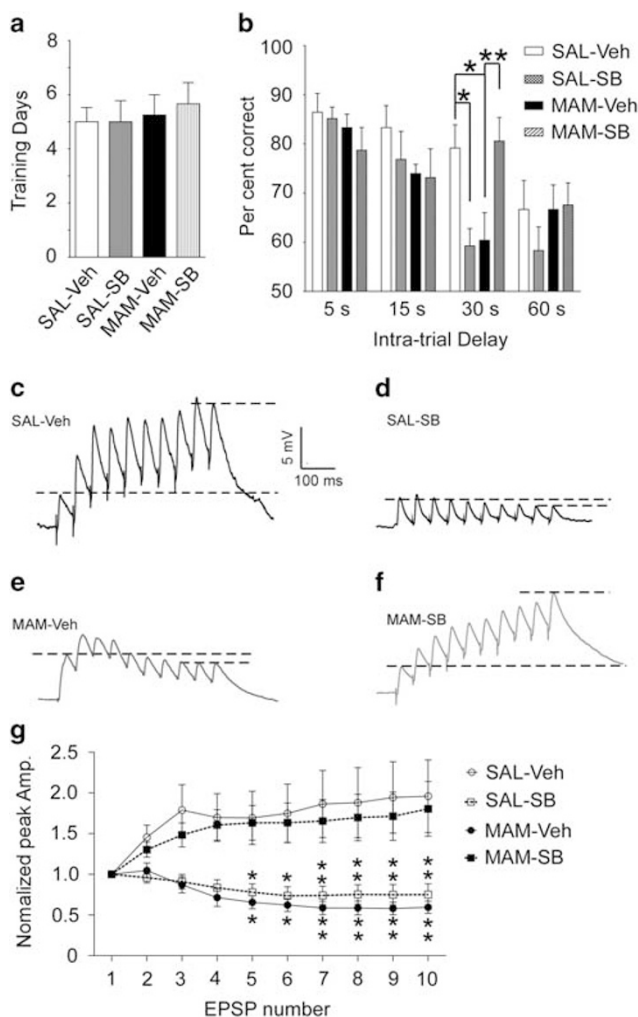 a
Training Days
8
6
4
2
0
SAL-Veh
SAL-SB
MAM-Veh
MAM-SB
b
Per cent correct
100
90
80
70
60
50
5 s 15 s 30 s 60 s
Intra-trial Delay
* * **
SAL-Veh
SAL-SB
MAM-Veh
MAM-SB
c
SAL-Veh
5 mV
100 ms
d
SAL-SB
e
MAM-Veh
f
MAM-SB
g
Nomalized peak Amp.
2.5
2.0
1.5
1.0
0.5
0
* * * * * *
* * * *
* * * * * *
* * * *
1 2 3 4 5 6 7 8 9 10
EPSP number
SAL-Veh
SAL-SB
MAM-Veh
MAM-SB